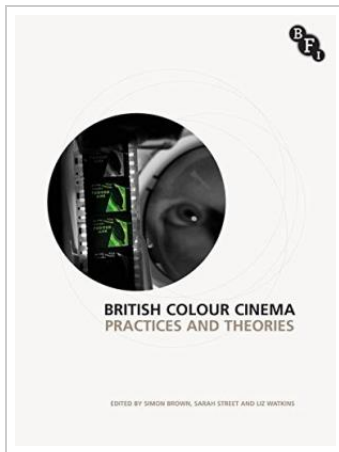 BFI
BRITISH COLOUR CINEMA
PRACTICES AND THEORIES
EDITED BY SIMON BROWN, SARAH STREET AND LIZ WATKINS